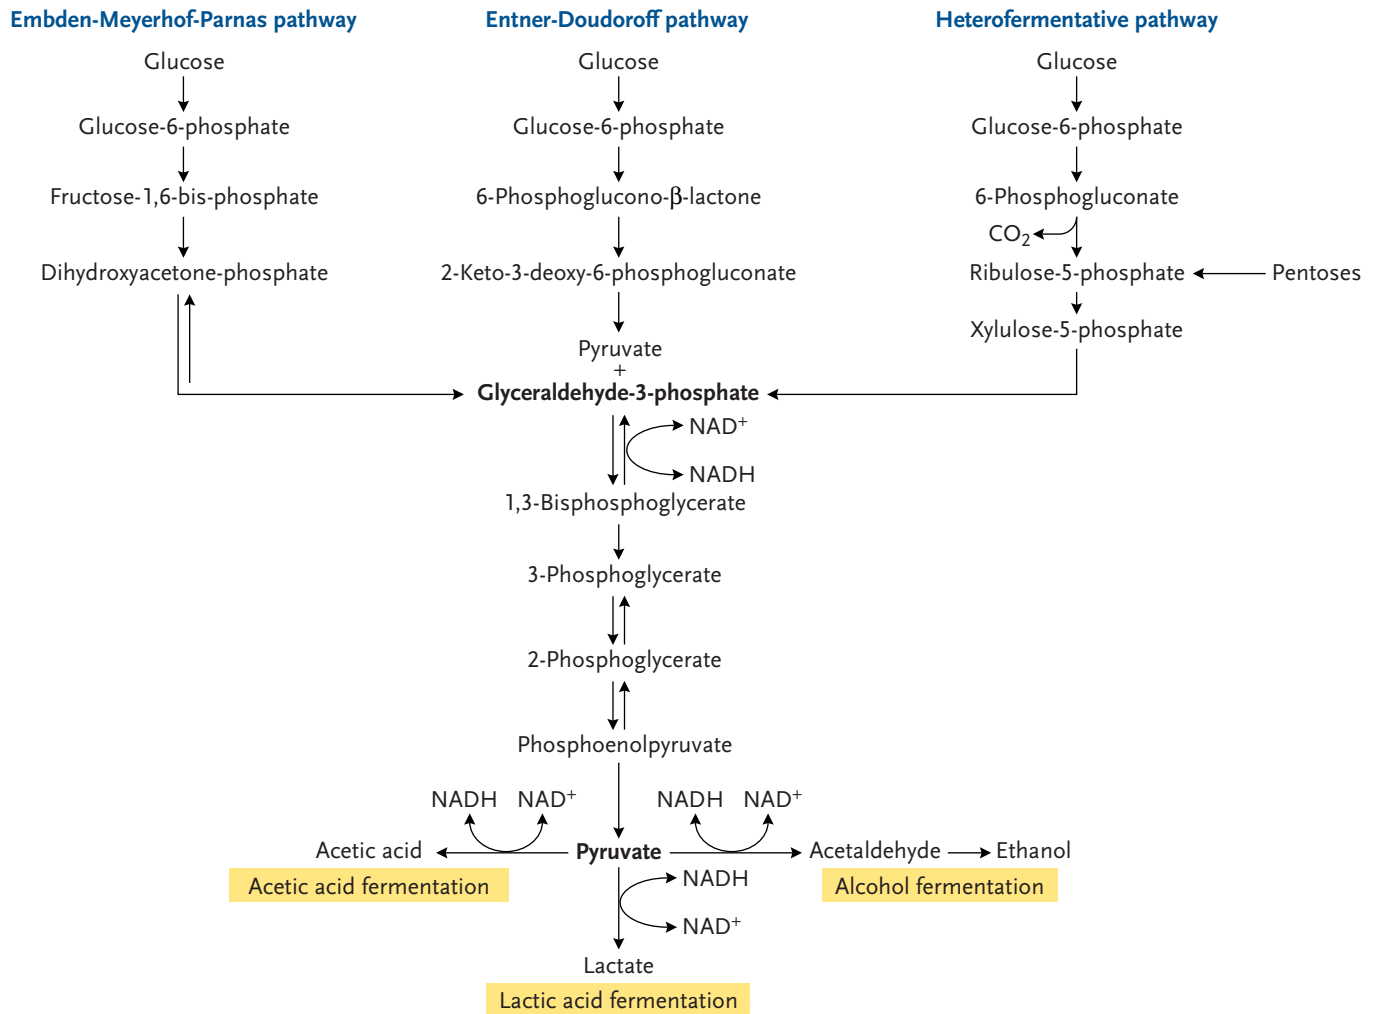 Embden-Meyerhof-Parnas pathway
Glucose
Glucose-6-phosphate
Fructose-1,6-bis-phosphate
Dihydroxyacetone-phosphate
Entner-Doudoroff pathway
Glucose
Glucose-6-phosphate
6-Phosphoglucono-β-lactone
2-Keto-3-deoxy-6-phosphogluconate
Pyruvate
+
Glyceraldehyde-3-phosphate
Heterofermentative pathway
Glucose
Glucose-6-phosphate
6-Phosphogluconate
CO₂
Ribulose-5-phosphate
Pentoses
Xylulose-5-phosphate
NAD⁺
NADH
1,3-Bisphosphoglycerate
3-Phosphoglycerate
2-Phosphoglycerate
Phosphoenolpyruvate
NADH NAD⁺
NADH NAD⁺
Acetic acid
Pyruvate
Acetaldehyde
Ethanol
Acetic acid fermentation
Alcohol fermentation
NADH
NAD⁺
Lactate
Lactic acid fermentation